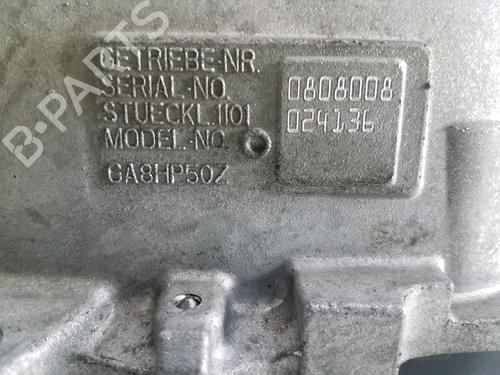 GETRIEBE-NR.
SERIAL-NO. 0808008
STUECKL.1101 024136
MODEL.-NO.
GA8HP50Z
B-PARTS